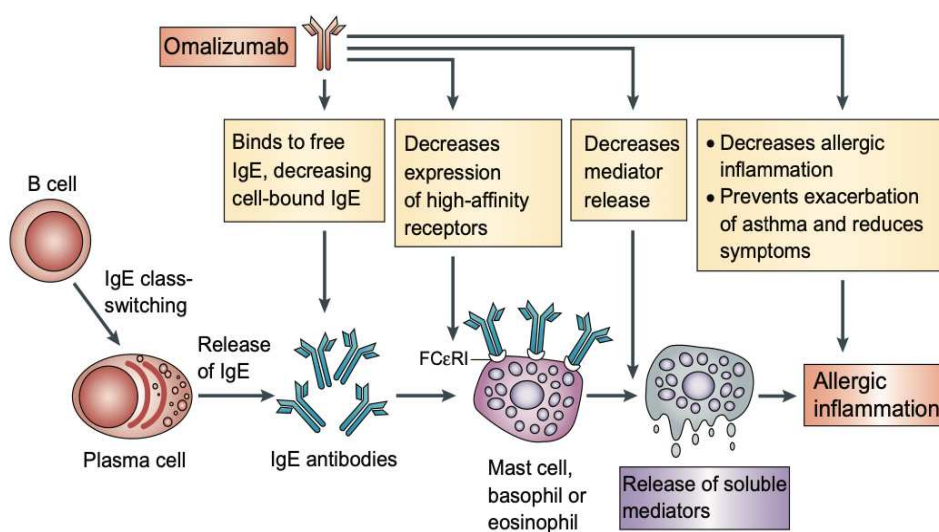 Omalizumab
Binds to free
IgE, decreasing
cell-bound IgE
Decreases
expression
of high-affinity
receptors
Decreases
mediator
release
• Decreases allergic
inflammation
• Prevents exacerbation
of asthma and reduces
symptoms
B cell
IgE class-
switching
Release
of IgE
Plasma cell
IgE antibodies
FCεRI
Mast cell,
basophil or
eosinophil
Release of soluble
mediators
Allergic
inflammation